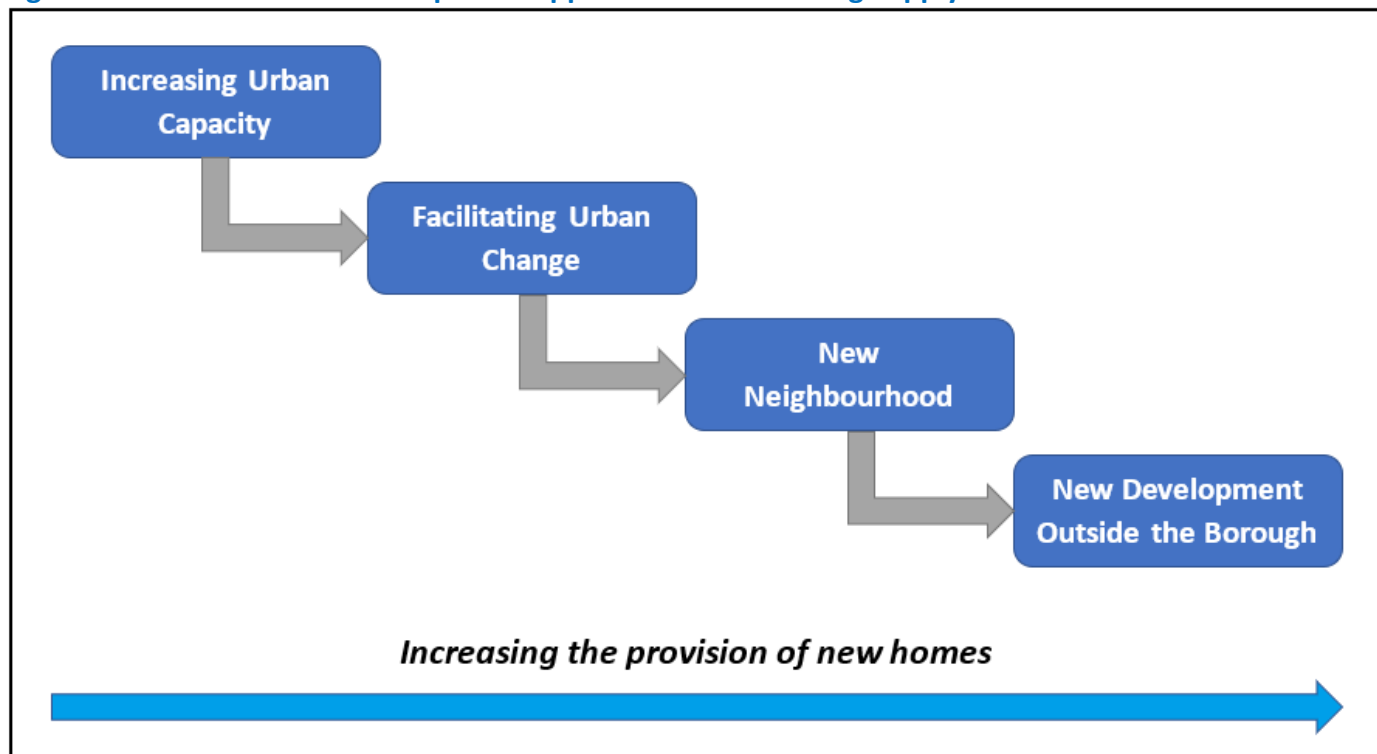 Increasing Urban
Capacity
Facilitating Urban
Change
New
Neighbourhood
New Development
Outside the Borough
Increasing the provision of new homes